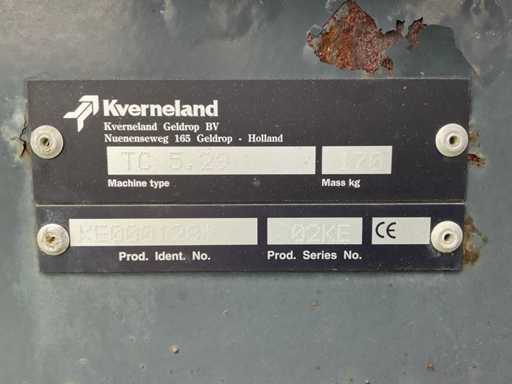 Kverneland
Kverneland Geldrop BV
Nuenenseweg 165 Geldrop - Holland
TC 5.20
170
Machine type
Mass kg
02KE
CE
Prod. Ident. No.
Prod. Series No.